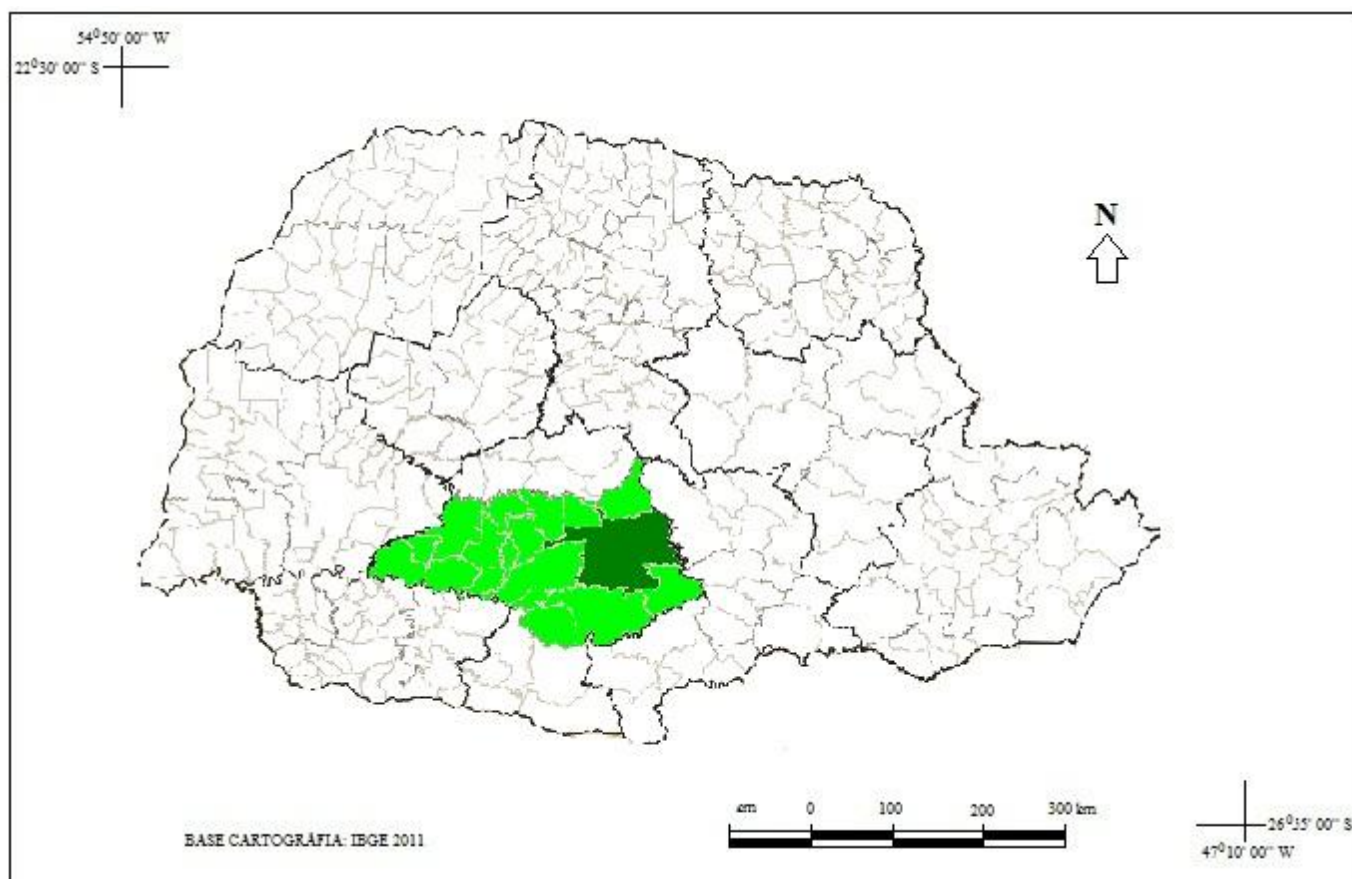 54⁰50' 00" W
22⁰30' 00" S
N
km 0 100 200 300 km
BASE CARTOGRÁFIA: IBGE 2011
26⁰35' 00" S
47⁰10' 00" W